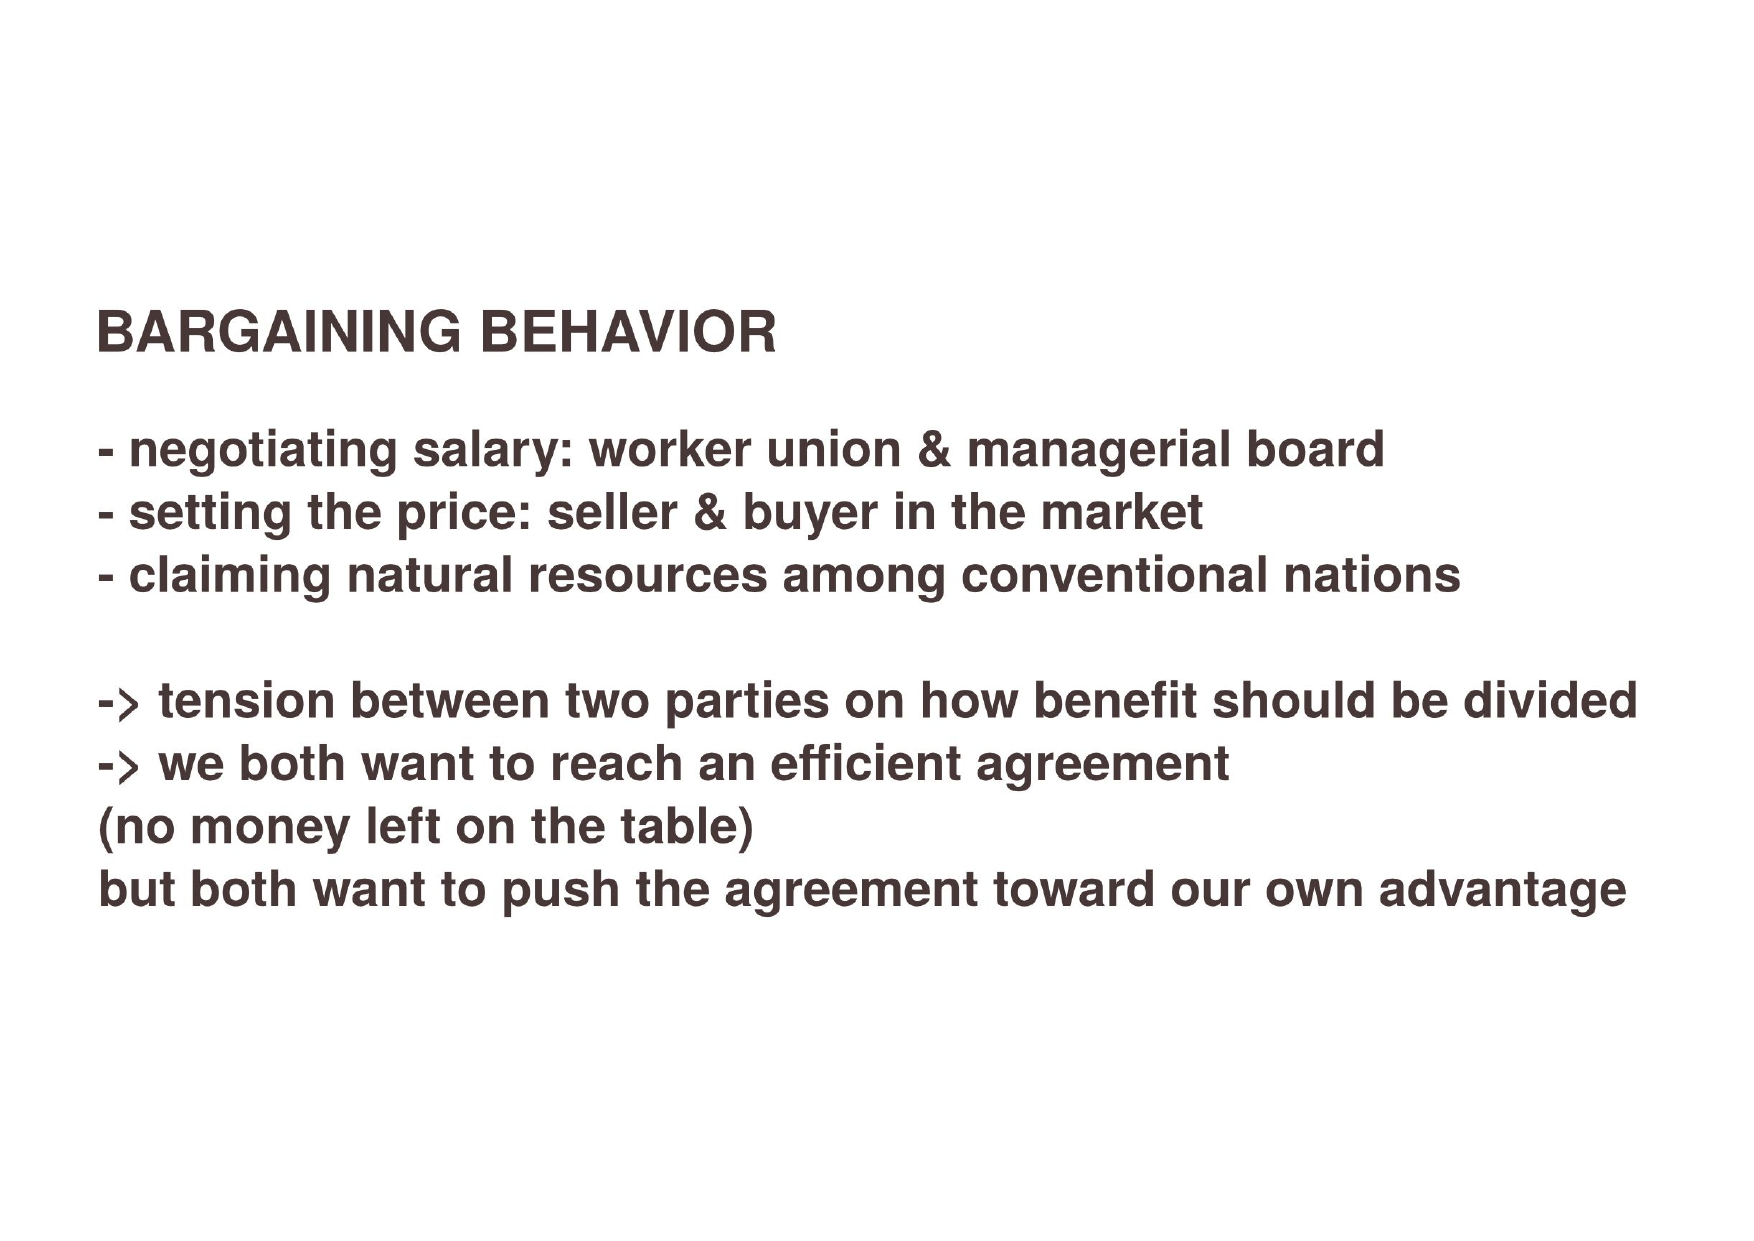 BARGAINING BEHAVIOR
- negotiating salary: worker union & managerial board
- setting the price: seller & buyer in the market
- claiming natural resources among conventional nations
-> tension between two parties on how benefit should be divided
-> we both want to reach an efficient agreement
(no money left on the table)
but both want to push the agreement toward our own advantage